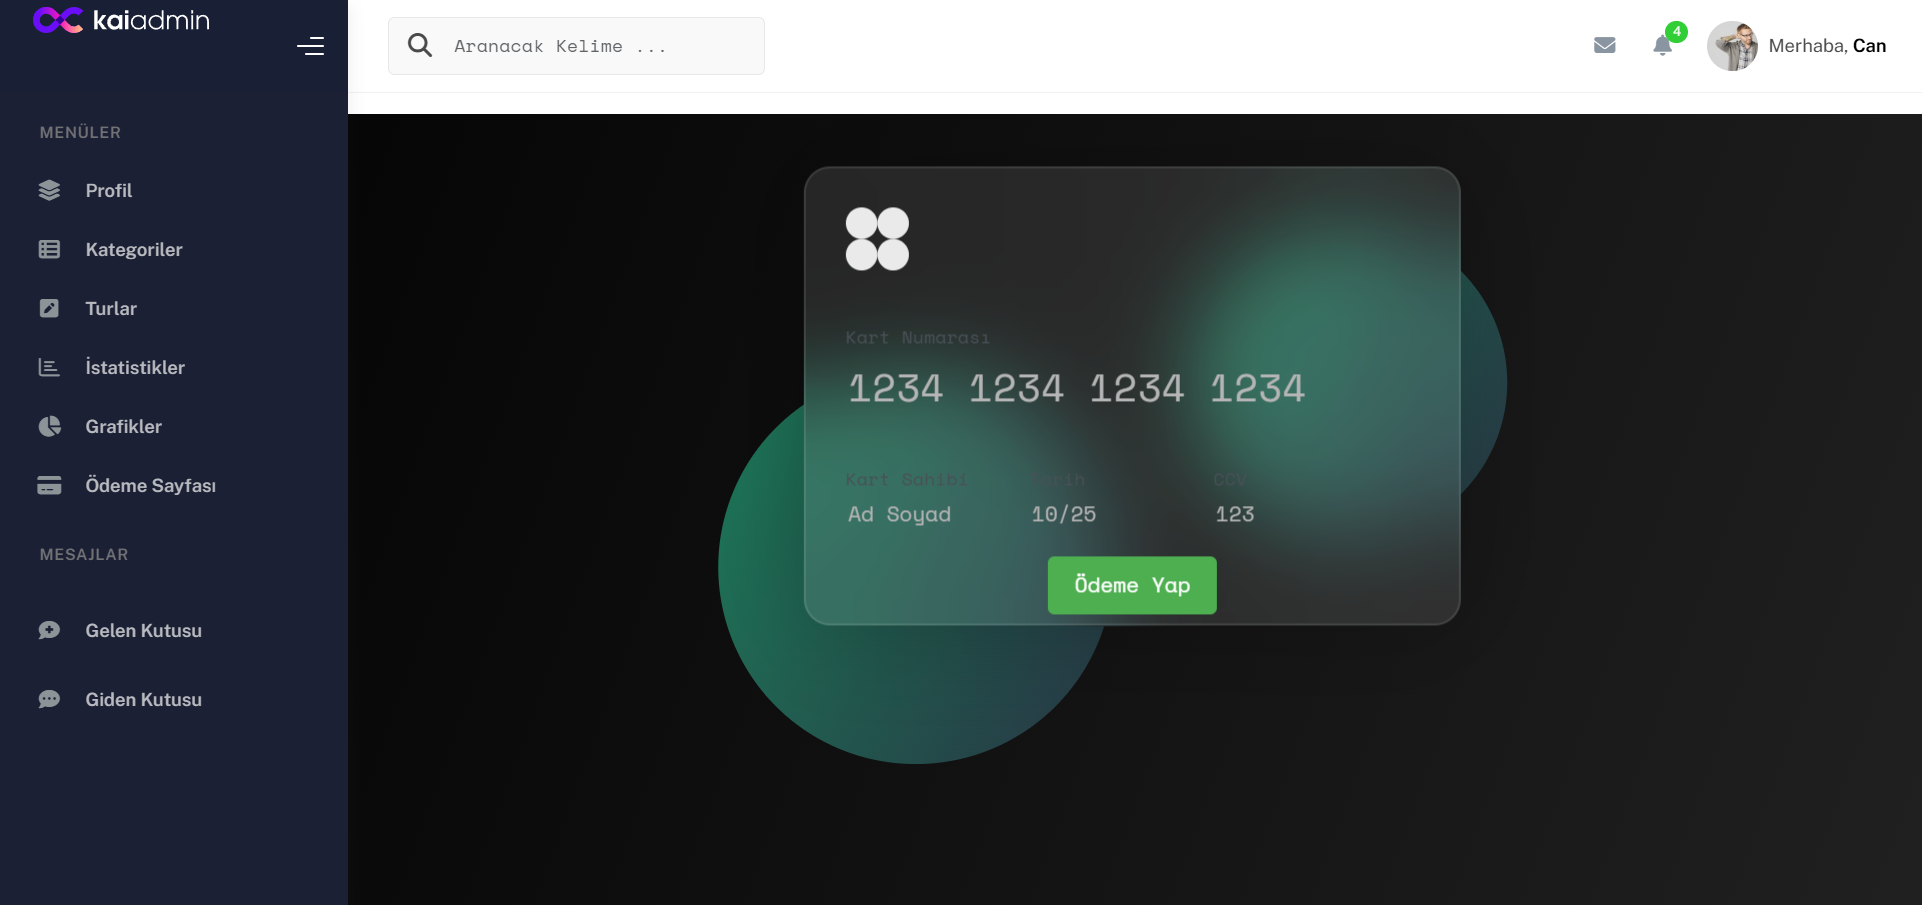 kaiadmin
Aranacak Kelime ...
4
Merhaba, Can
MENÜLER
Profil
Kategoriler
Turlar
İstatistikler
Grafikler
Ödeme Sayfası
MESAJLAR
Gelen Kutusu
Giden Kutusu
Kart Numarası
1234 1234 1234 1234
Kart Sahibi Tarih CCV
Ad Soyad 10/25 123
Ödeme Yap